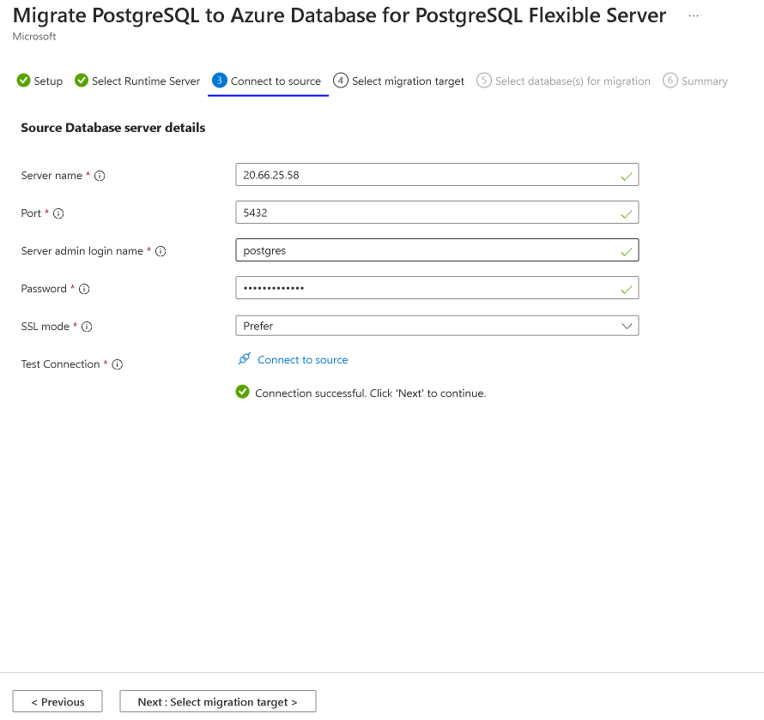 Migrate PostgreSQL to Azure Database for PostgreSQL Flexible Server ...
Microsoft
Setup Select Runtime Server 3 Connect to source 4 Select migration target 5 Select database(s) for migration 6 Summary
Source Database server details
Server name * 20.66.25.58
Port * 5432
Server admin login name * postgres
Password * •••••••••••••
SSL mode * Prefer
Test Connection * Connect to source
Connection successful. Click 'Next' to continue.
< Previous Next : Select migration target >